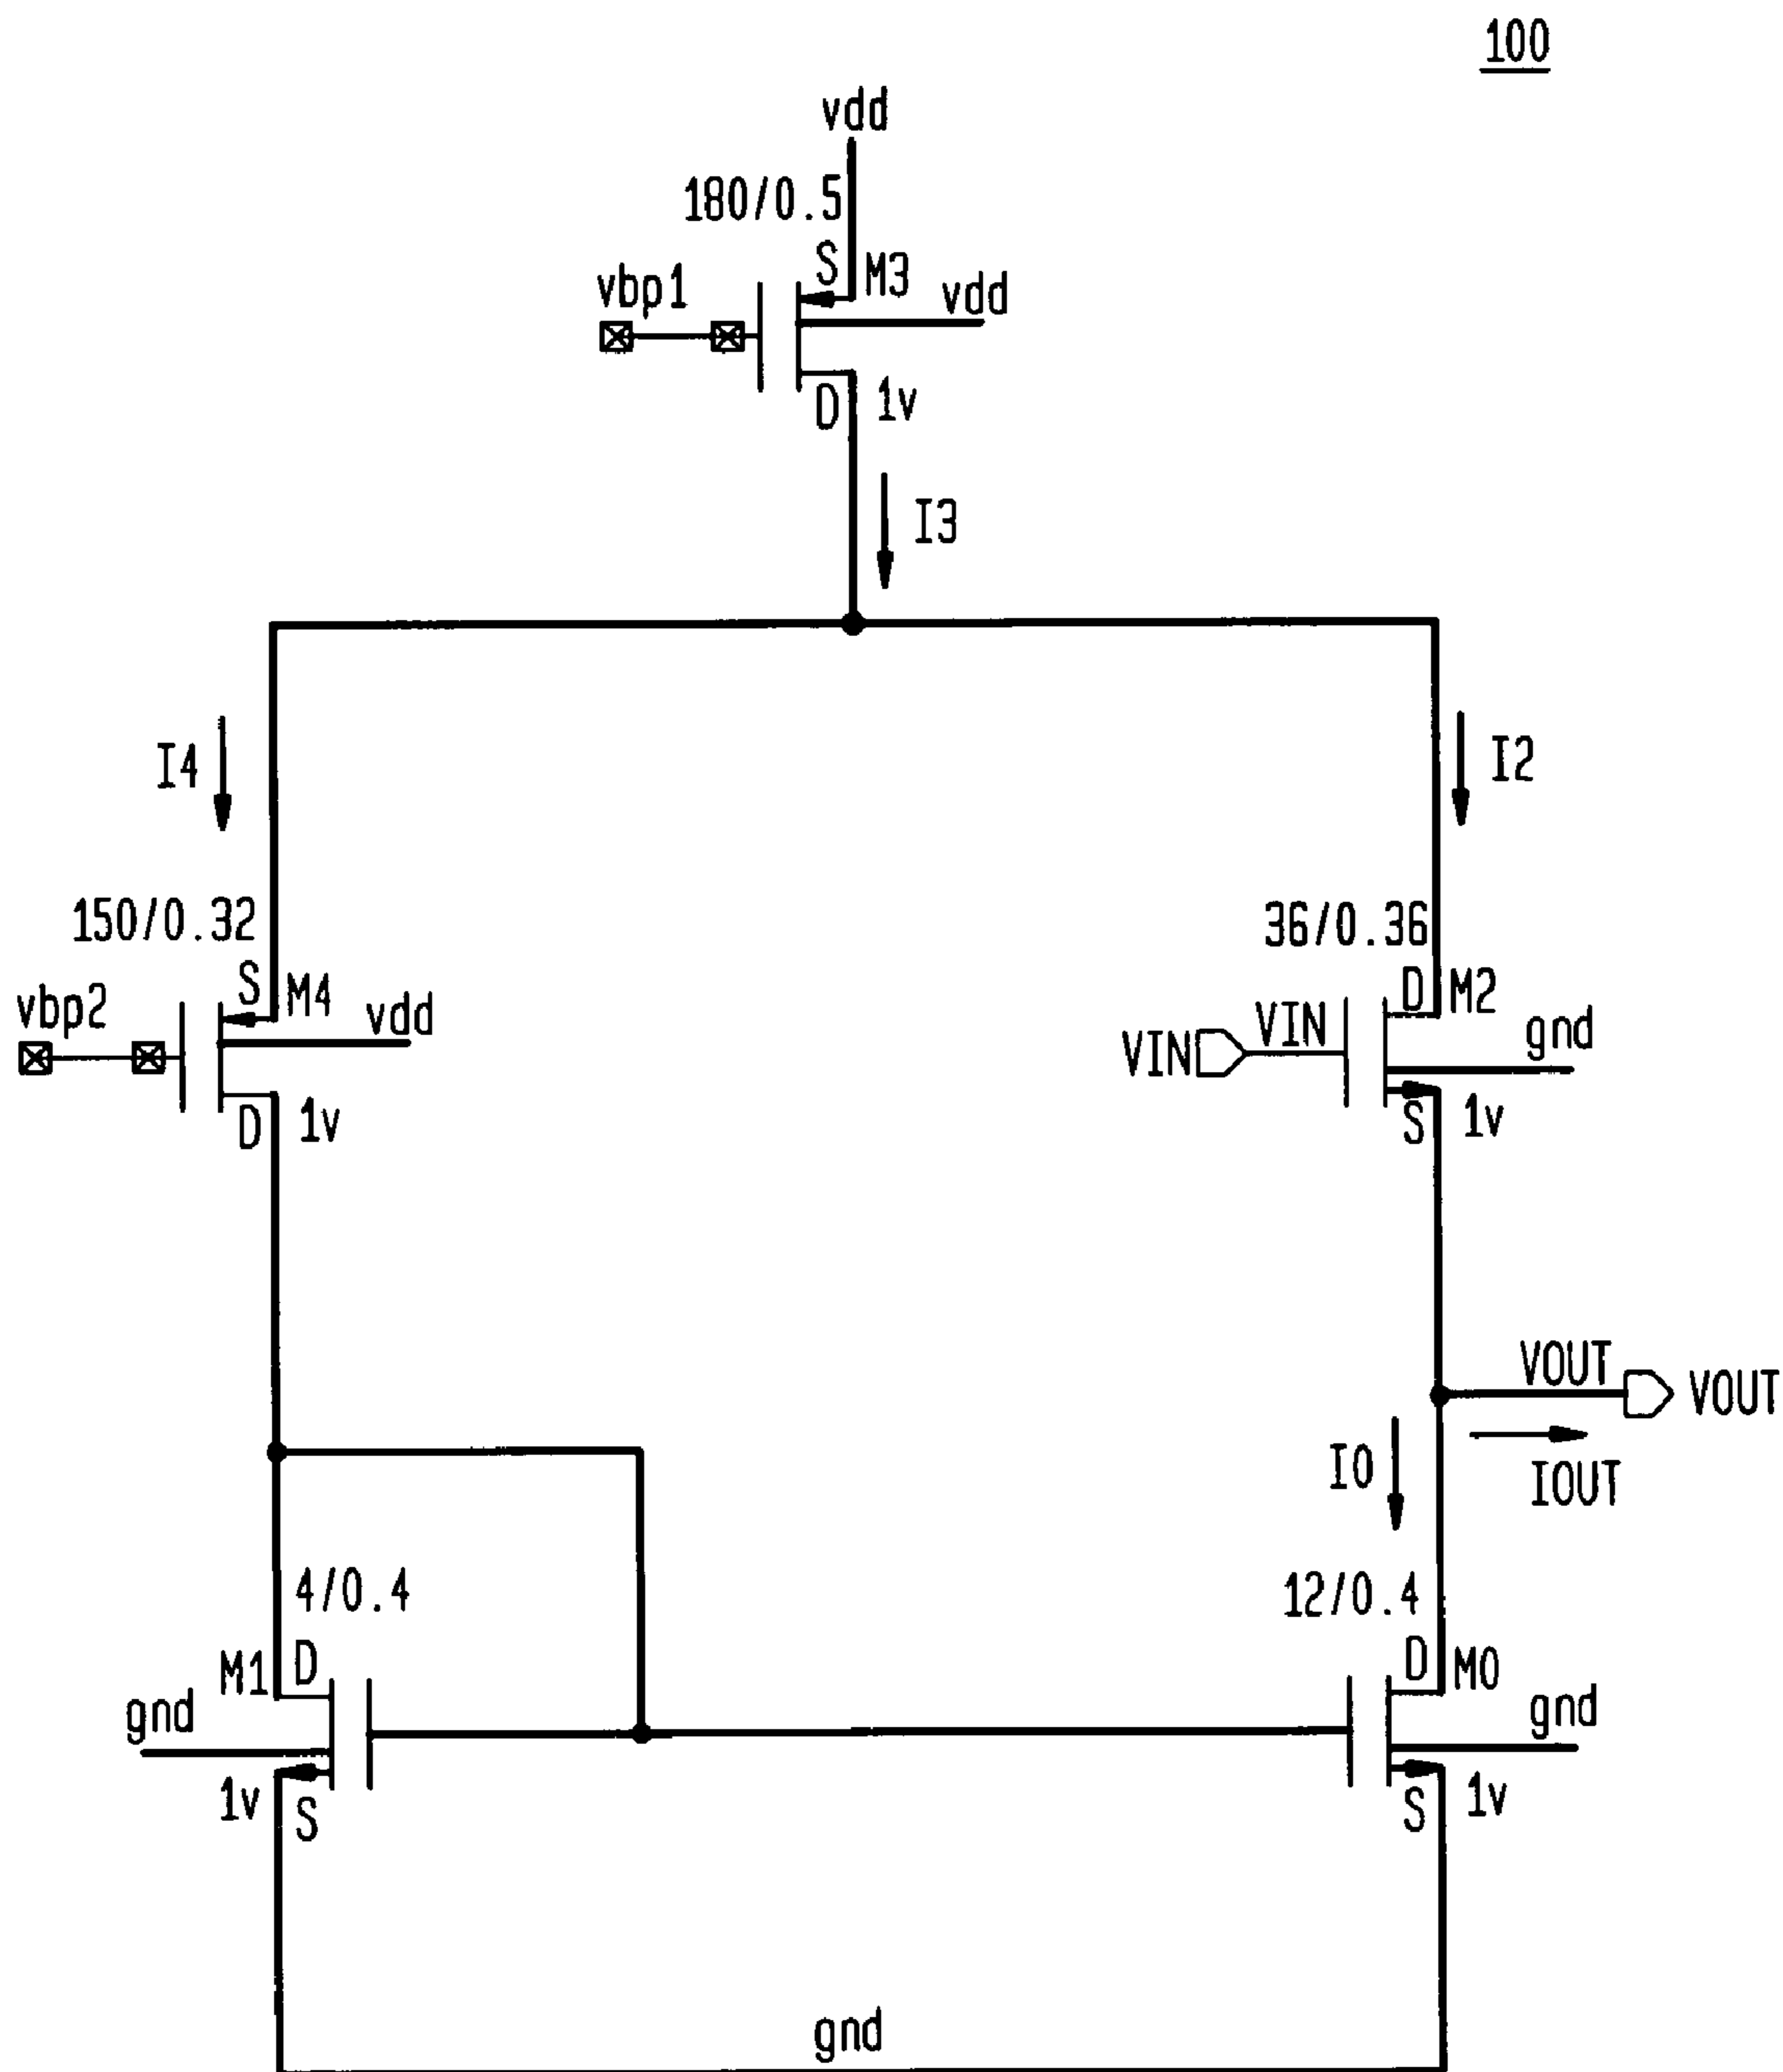 100
vdd
180/0.5
S
M3
vbp1
vdd
D
1v
I3
I4
I2
150/0.32
36/0.36
S
M4
D
M2
vbp2
vdd
VIN
VIN
gnd
D
1v
S
1v
VOUT
VOUT
I0
IOUT
4/0.4
12/0.4
M1
D
D
M0
gnd
gnd
1v
S
S
1v
gnd